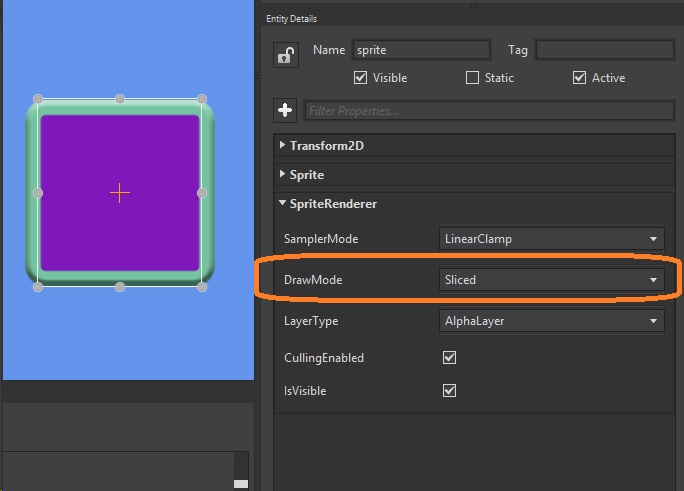 Entity Details
Name sprite Tag
Visible Static Active
Filter Properties...
Transform2D
Sprite
SpriteRenderer
SamplerMode LinearClamp
DrawMode Sliced
LayerType AlphaLayer
CullingEnabled
IsVisible